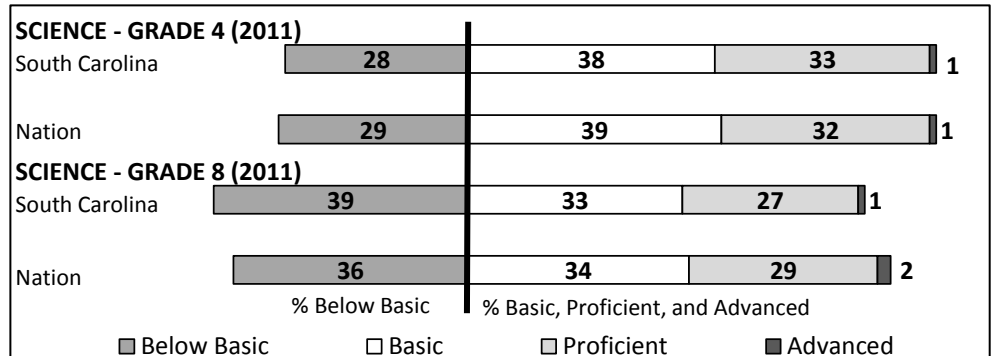 SCIENCE - GRADE 4 (2011)
South Carolina
28 38 33 1
Nation
29 39 32 1
SCIENCE - GRADE 8 (2011)
South Carolina
39 33 27 1
Nation
36 34 29 2
% Below Basic % Basic, Proficient, and Advanced
Below Basic Basic Proficient Advanced